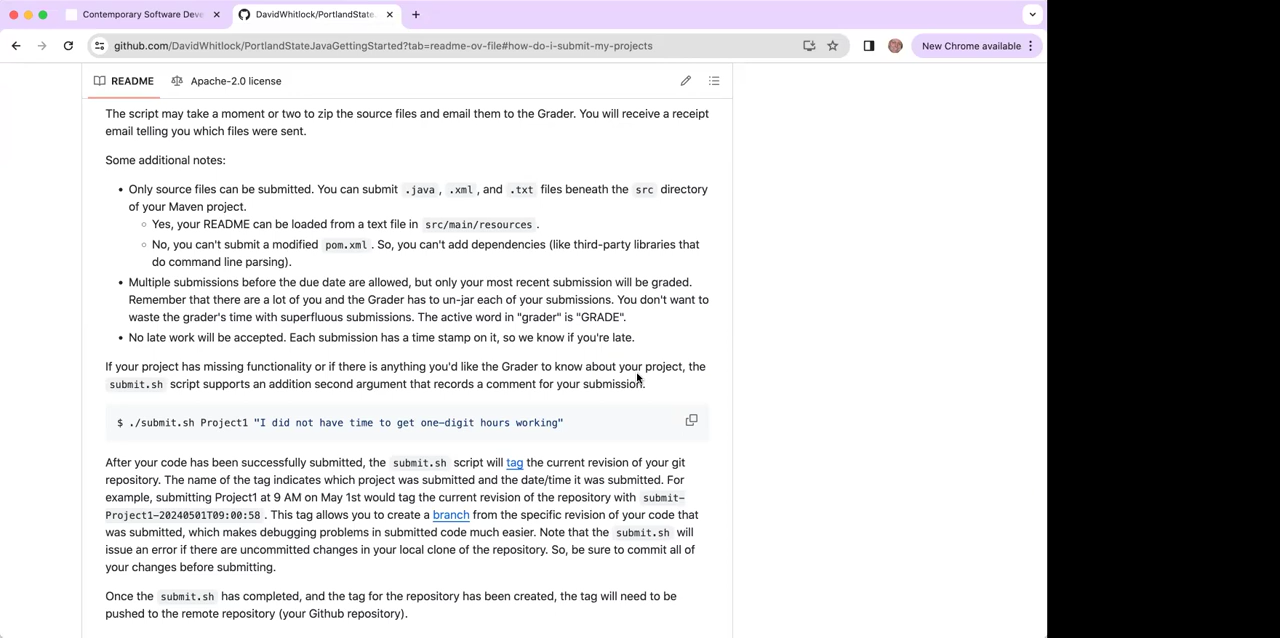 Contemporary Software Deve
DavidWhitlock/PortlandState
github.com/DavidWhitlock/PortlandStateJavaGettingStarted?tab=readme-ov-file#how-do-i-submit-my-projects
New Chrome available
README
Apache-2.0 license
The script may take a moment or two to zip the source files and email them to the Grader. You will receive a receipt
email telling you which files were sent.
Some additional notes:
• Only source files can be submitted. You can submit .java , .xml , and .txt files beneath the src directory
of your Maven project.
◦ Yes, your README can be loaded from a text file in src/main/resources .
◦ No, you can't submit a modified pom.xml . So, you can't add dependencies (like third-party libraries that
do command line parsing).
• Multiple submissions before the due date are allowed, but only your most recent submission will be graded.
Remember that there are a lot of you and the Grader has to un-jar each of your submissions. You don't want to
waste the grader's time with superfluous submissions. The active word in "grader" is "GRADE".
• No late work will be accepted. Each submission has a time stamp on it, so we know if you're late.
If your project has missing functionality or if there is anything you'd like the Grader to know about your project, the
submit.sh script supports an addition second argument that records a comment for your submission.
$ ./submit.sh Project1 "I did not have time to get one-digit hours working"
After your code has been successfully submitted, the submit.sh script will tag the current revision of your git
repository. The name of the tag indicates which project was submitted and the date/time it was submitted. For
example, submitting Project1 at 9 AM on May 1st would tag the current revision of the repository with submit-
Project1-20240501T09:00:58 . This tag allows you to create a branch from the specific revision of your code that
was submitted, which makes debugging problems in submitted code much easier. Note that the submit.sh will
issue an error if there are uncommitted changes in your local clone of the repository. So, be sure to commit all of
your changes before submitting.
Once the submit.sh has completed, and the tag for the repository has been created, the tag will need to be
pushed to the remote repository (your Github repository).